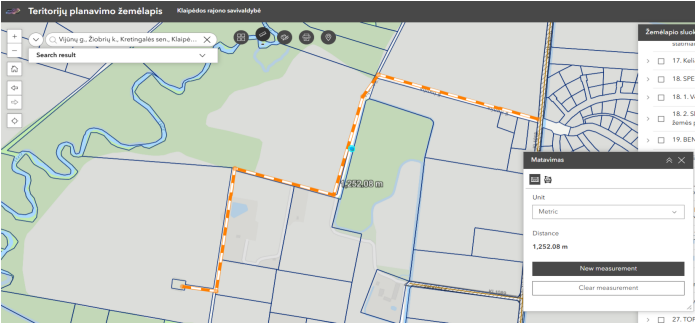 Teritorijų planavimo žemėlapis
Klaipėdos rajono savivaldybė
Vijūnų g., Žiobrių k., Kretingalės sen., Klaipė...
Search result
Žemėlapio sluok
17. Keli
18. SPE
18. 1. V
18. 2. S
žemės p
19. BEN
1,252.08 m
Matavimas
Unit
Metric
Distance
1,252.08 m
New measurement
Clear measurement
27. TOP